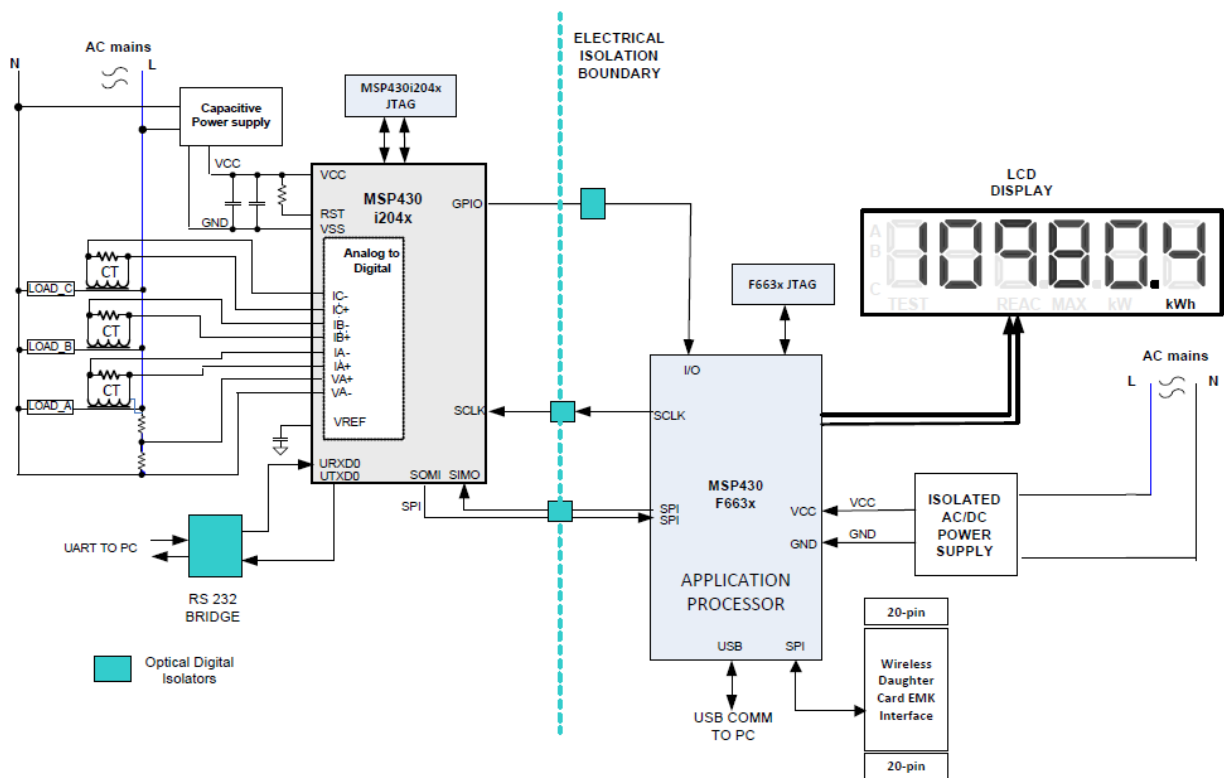 AC mains
N
L
Capacitive
Power supply
MSP430i204x
JTAG
ELECTRICAL
ISOLATION
BOUNDARY
VCC
GND
VCC
MSP430
i204x
GPIO
RST
VSS
Analog to
Digital
IC-
IC+
IB-
IB+
IA-
IA+
VA+
VA-
VREF
CT
LOAD_C
CT
LOAD_B
CT
LOAD_A
SCLK
URXD0
UTXD0
SOMI
SIMO
SPI
UART TO PC
RS 232
BRIDGE
Optical Digital
Isolators
LCD
DISPLAY
A
B
C
10980.4
TEST
REAC
MAX
kW
kWh
F663x JTAG
I/O
SCLK
MSP430
F663x
SPI
SPI
VCC
GND
APPLICATION
PROCESSOR
USB
SPI
VCC
GND
ISOLATED
AC/DC
POWER
SUPPLY
AC mains
L
N
USB COMM
TO PC
20-pin
Wireless
Daughter
Card EMK
Interface
20-pin